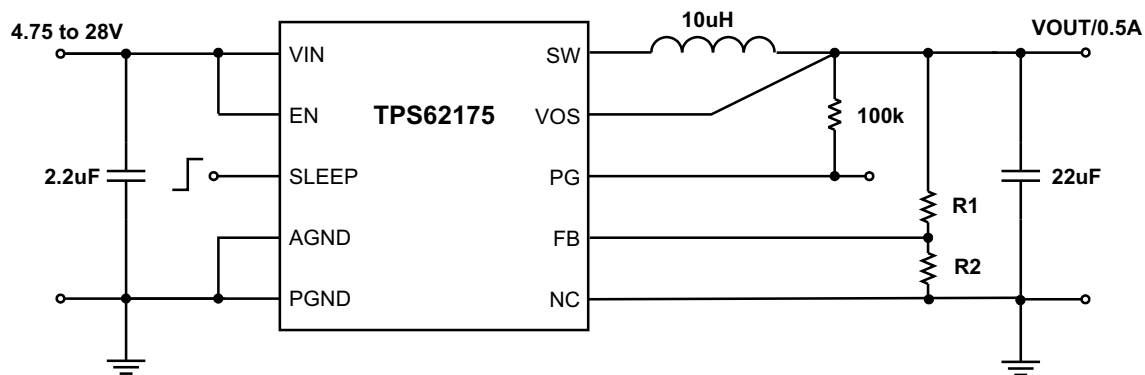 4.75 to 28V
10uH
VOUT/0.5A
VIN
SW
EN
TPS62175
VOS
100k
2.2uF
SLEEP
PG
22uF
R1
AGND
FB
R2
PGND
NC